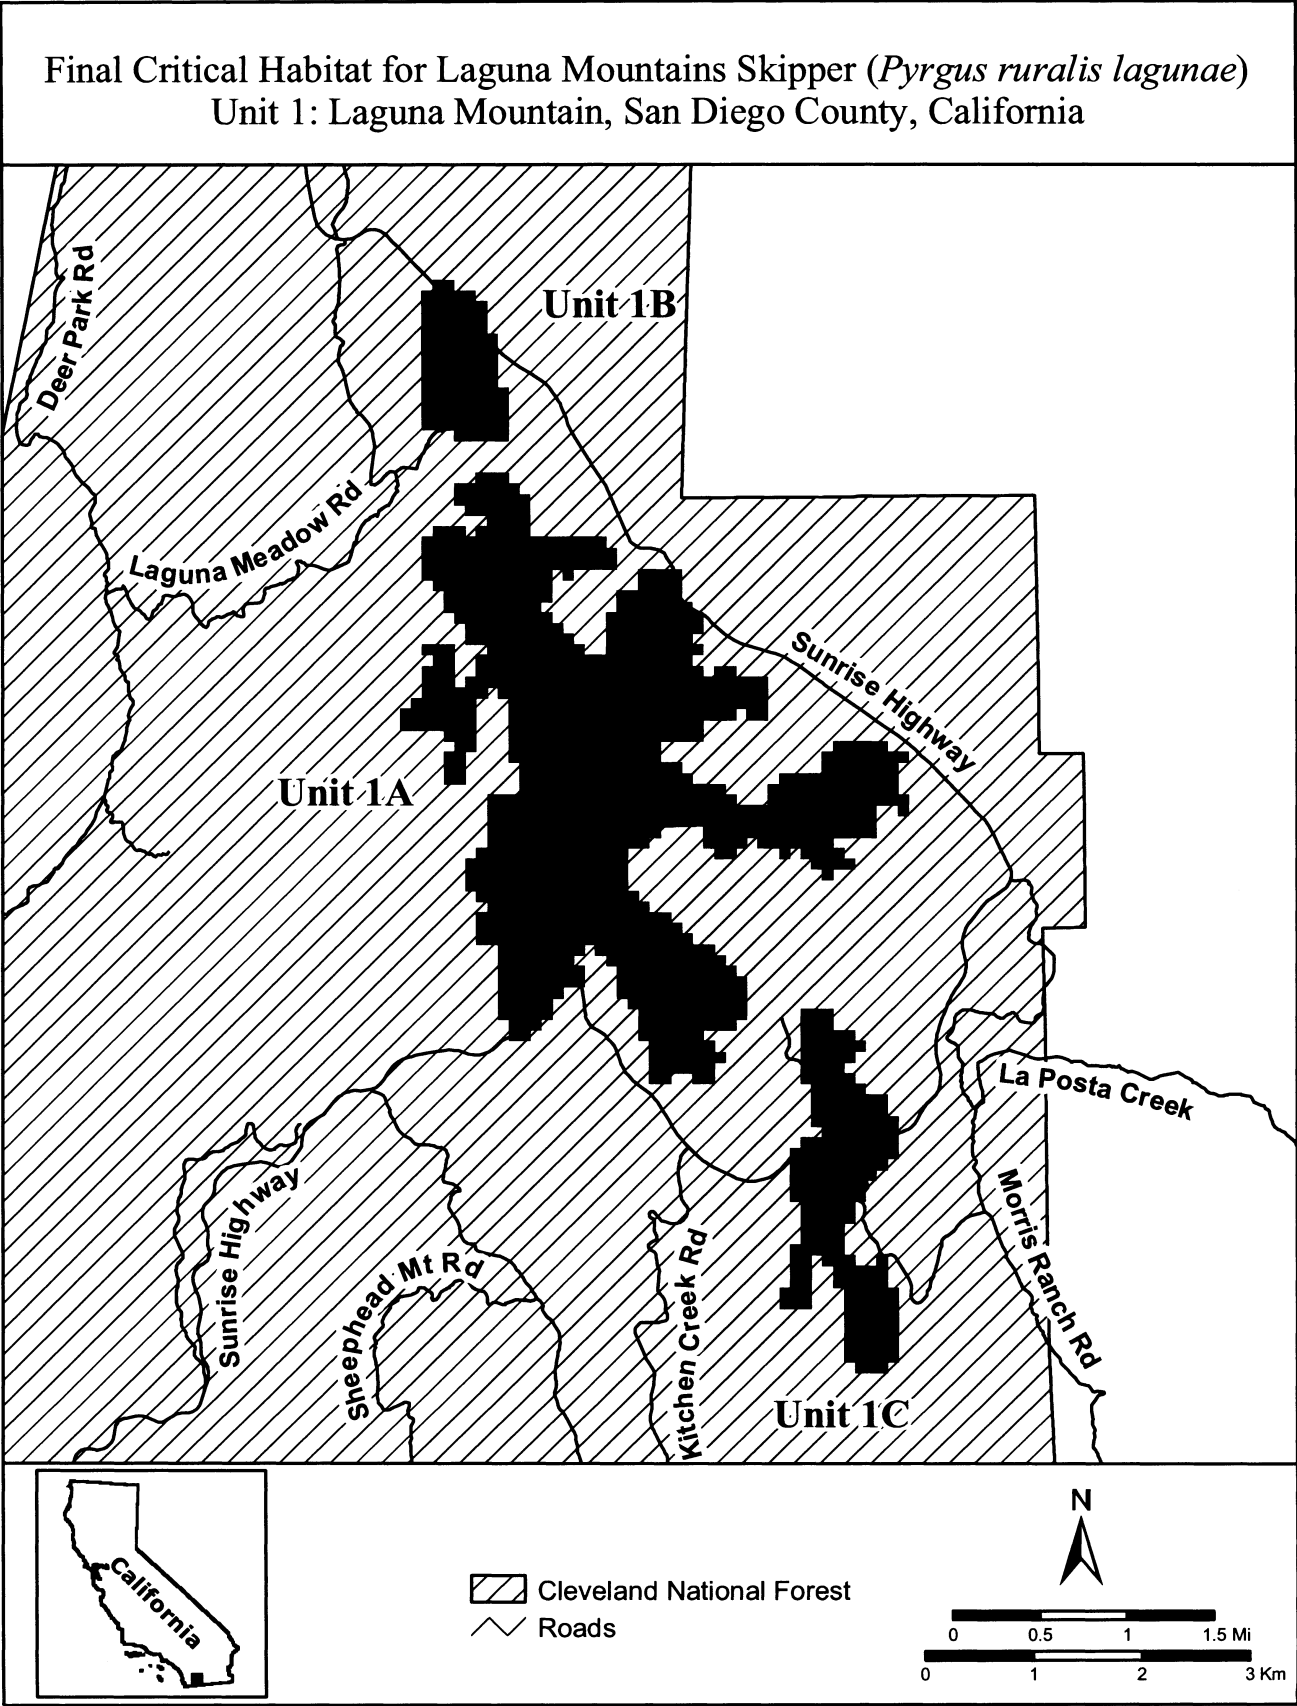 Final Critical Habitat for Laguna Mountains Skipper (Pyrgus ruralis lagunae)
Unit 1: Laguna Mountain, San Diego County, California
Deer Park Rd
Unit 1B
Laguna Meadow Rd
Sunrise Highway
Unit 1A
La Posta Creek
Morris Ranch Rd
Sunrise Highway
Sheephead Mt Rd
Kitchen Creek Rd
Unit 1C
California
Cleveland National Forest
Roads
N
0 0.5 1 1.5 Mi
0 1 2 3 Km